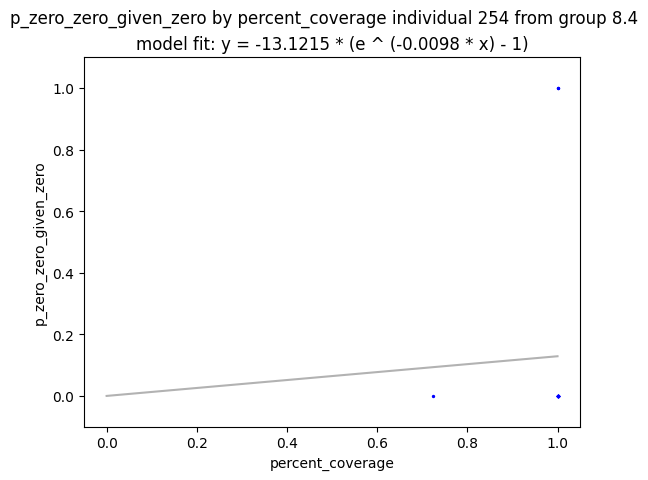 p_zero_zero_given_zero by percent_coverage individual 254 from group 8.4
model fit: y = -13.1215 * (e ^ (-0.0098 * x) - 1)
1.0
0.8
0.6
0.4
0.2
0.0
p_zero_zero_given_zero
0.0 0.2 0.4 0.6 0.8 1.0
percent_coverage